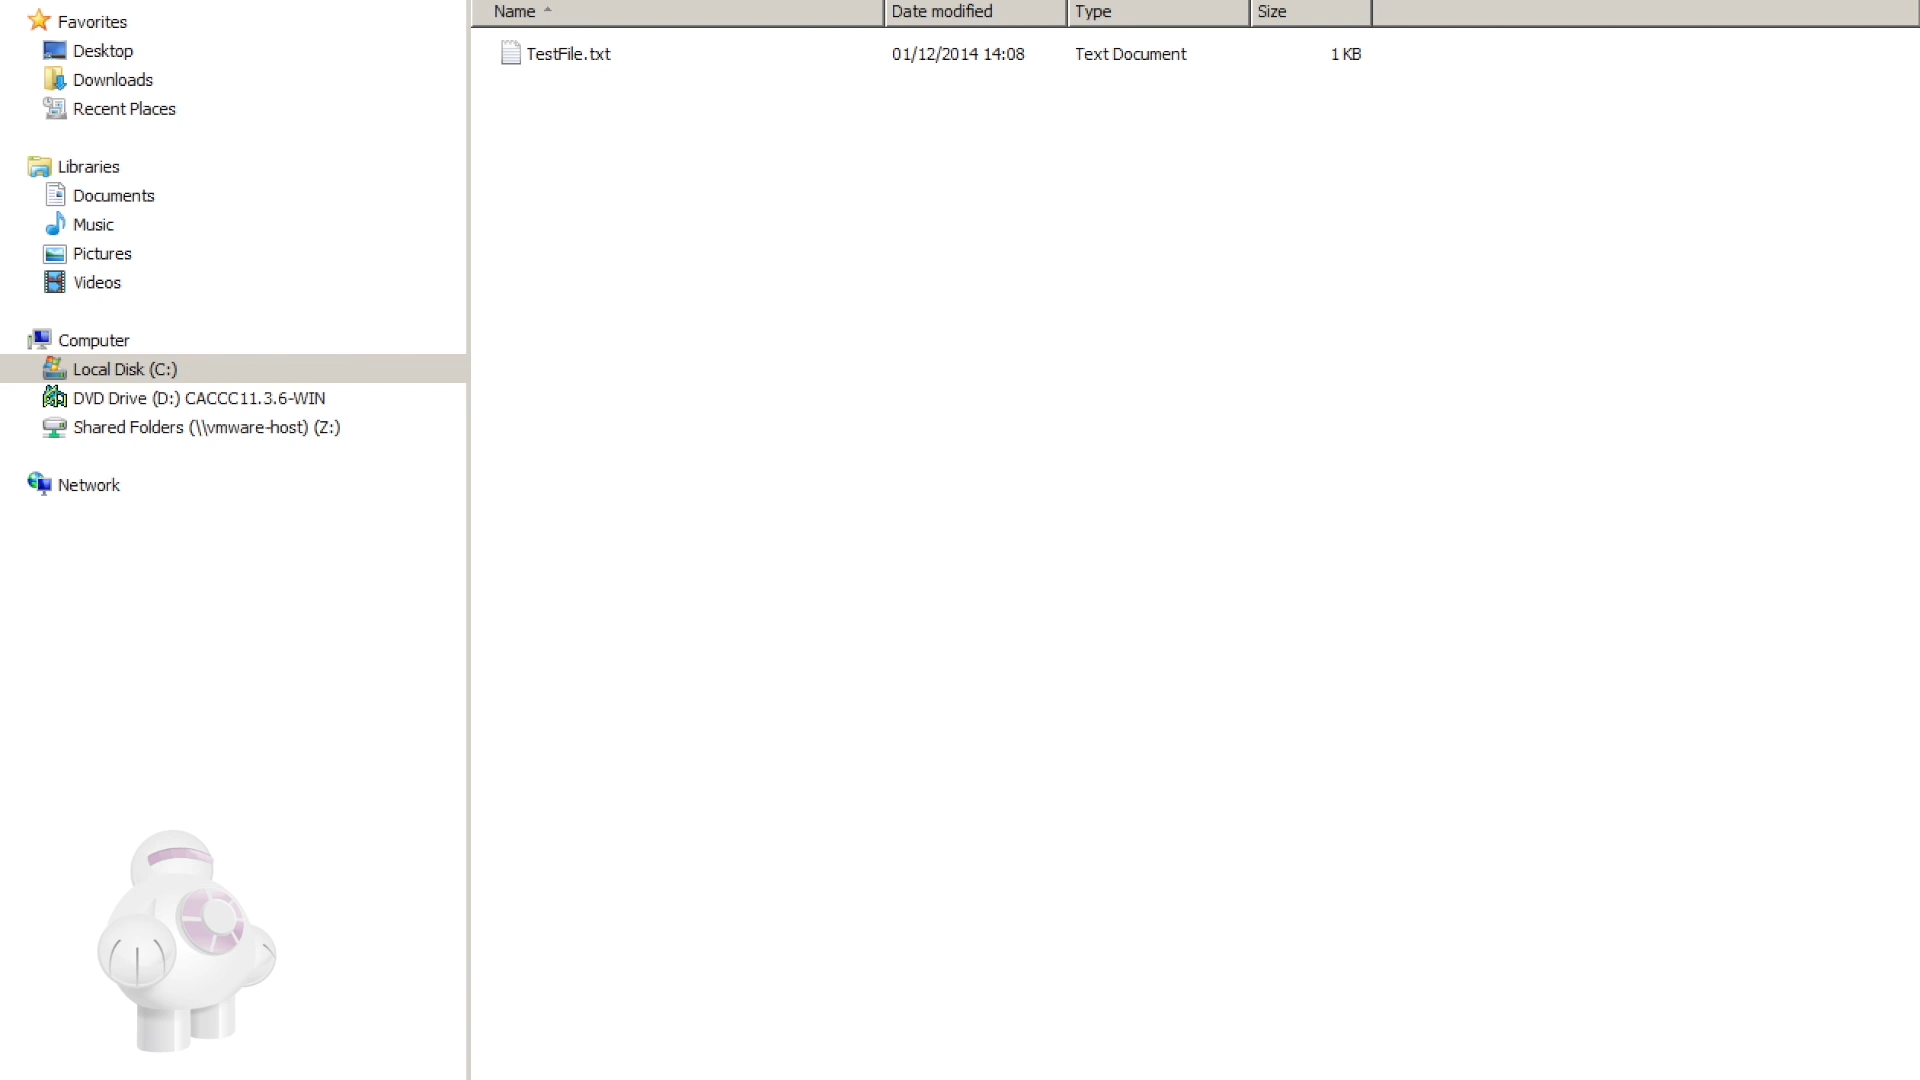 Favorites
Desktop
Downloads
Recent Places
Libraries
Documents
Music
Pictures
Videos
Computer
Local Disk (C:)
DVD Drive (D:) CACCC11.3.6-WIN
Shared Folders (\\vmware-host) (Z:)
Network
Name Date modified Type Size
TestFile.txt 01/12/2014 14:08 Text Document 1 KB